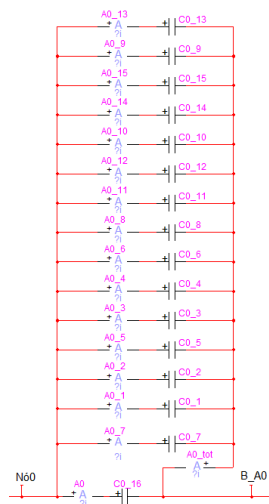 A0_13 C0_13
+ A +
?i
A0_9 C0_9
+ A +
?i
A0_15 C0_15
+ A +
?i
A0_14 C0_14
+ A +
?i
A0_10 C0_10
+ A +
?i
A0_12 C0_12
+ A +
?i
A0_11 C0_11
+ A +
?i
A0_8 C0_8
+ A +
?i
A0_6 C0_6
+ A +
?i
A0_4 C0_4
+ A +
?i
A0_3 C0_3
+ A +
?i
A0_5 C0_5
+ A +
?i
A0_2 C0_2
+ A +
?i
A0_1 C0_1
+ A +
?i
A0_7 C0_7
+ A +
?i
A0_tot
A +
?i
Nó0 A0 C0_16 B_A0
+ A +
?i